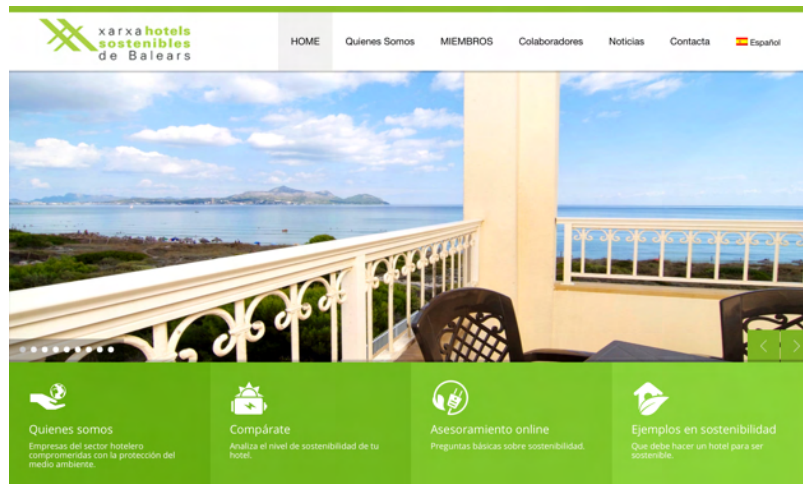 xarxa hotels
sostenibles
de Balears
HOME Quienes Somos MIEMBROS Colaboradores Noticias Contacta Español
Quienes somos
Empresas del sector hotelero
comprometidas con la protección del
medio ambiente.
Compárate
Analiza el nivel de sostenibilidad de tu
hotel.
Asesoramiento online
Preguntas básicas sobre sostenibilidad.
Ejemplos en sostenibilidad
Que debe hacer un hotel para ser
sostenible.